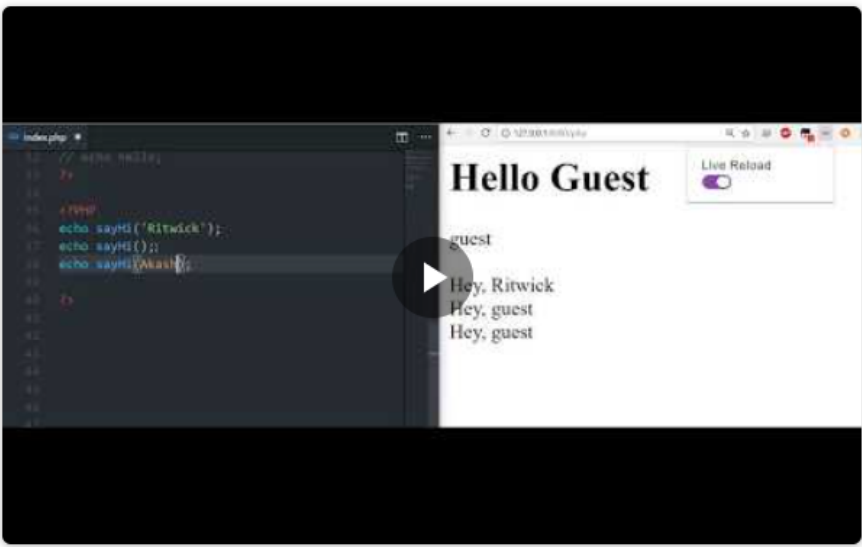 index.php
// echo hello;
?>
<?PHP
echo sayHi('Ritwick');
echo sayHi();;
echo sayHi(Akash);
?>
Live Reload
Hello Guest
guest
Hey, Ritwick
Hey, guest
Hey, guest